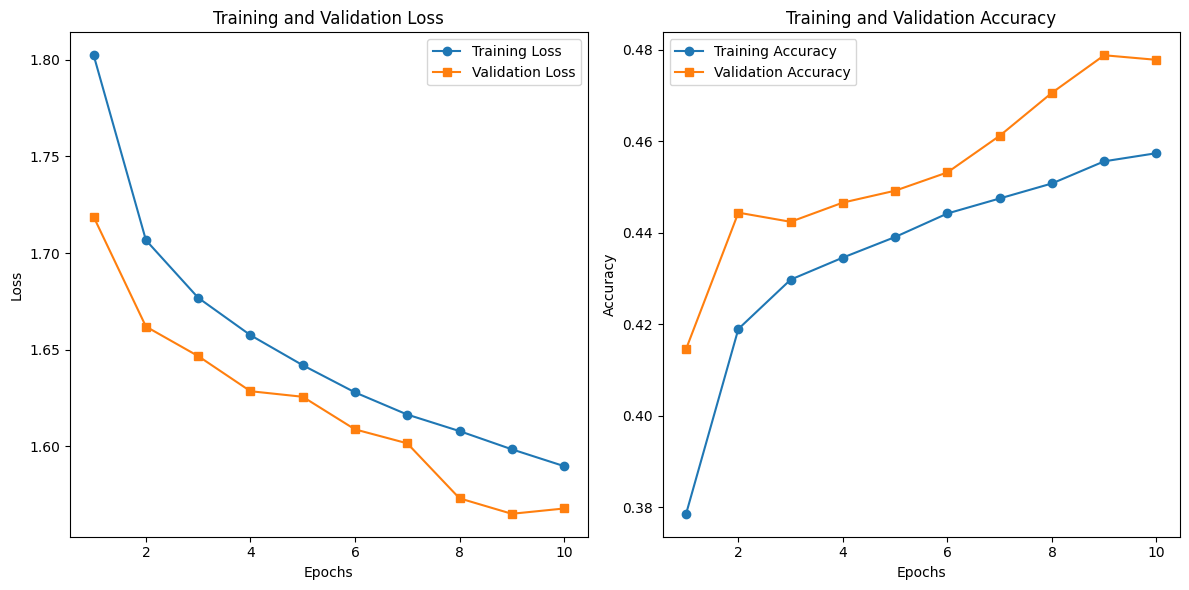 Training and Validation Loss
Training Loss
Validation Loss
1.80
1.75
1.70
1.65
1.60
Loss
2
4
6
8
10
Epochs
Training and Validation Accuracy
Training Accuracy
Validation Accuracy
0.48
0.46
0.44
0.42
0.40
0.38
Accuracy
2
4
6
8
10
Epochs